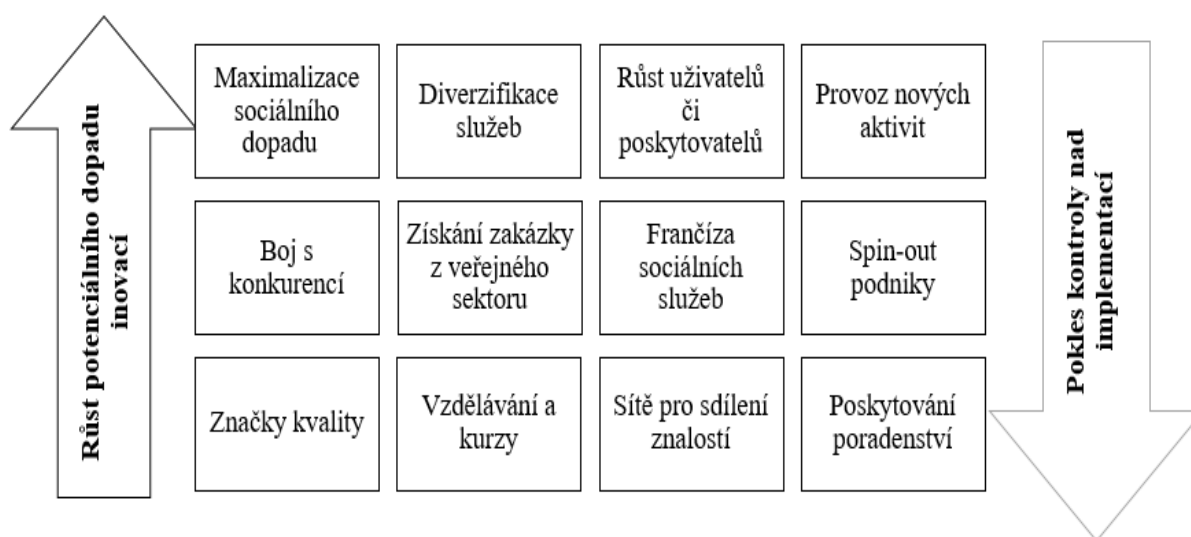 Růst potenciálního dopadu
inovací
Maximalizace
sociálního
dopadu
Diverzifikace
služeb
Růst uživatelů
či
poskytovatelů
Provoz nových
aktivit
Boj s
konkurencí
Získání zakázky
z veřejného
sektoru
Frančíza
sociálních
služeb
Spin-out
podniky
Značky kvality
Vzdělávání a
kurzy
Sítě pro sdílení
znalostí
Poskytování
poradenství
Pokles kontroly nad
implementací